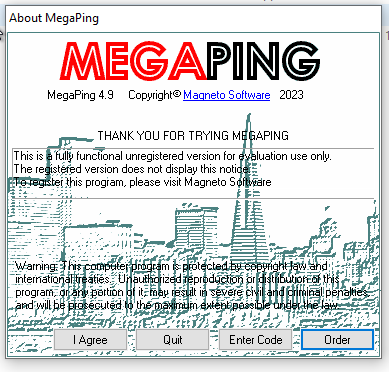 About MegaPing
MEGAPING
MegaPing 4.9 Copyright© Magneto Software 2023
THANK YOU FOR TRYING MEGAPING
This is a fully functional unregistered version for evaluation use only.
The registered version does not display this notice.
To register this program, please visit Magneto Software
Warning: This computer program is protected by copyright law and
international treaties. Unauthorized reproduction or distribution of this
program, or any portion of it, may result in severe civil and criminal penalties,
and will be prosecuted to the maximum extent possible under the law.
I Agree Quit Enter Code Order